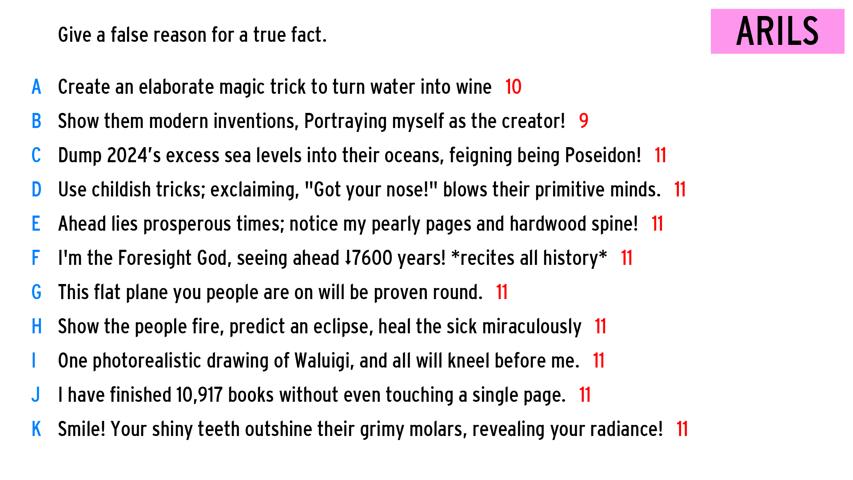 ARILS
Give a false reason for a true fact.
A Create an elaborate magic trick to turn water into wine 10
B Show them modern inventions, Portraying myself as the creator! 9
C Dump 2024's excess sea levels into their oceans, feigning being Poseidon! 11
D Use childish tricks; exclaiming, "Got your nose!" blows their primitive minds. 11
E Ahead lies prosperous times; notice my pearly pages and hardwood spine! 11
F I'm the Foresight God, seeing ahead ⇂7600 years! *recites all history* 11
G This flat plane you people are on will be proven round. 11
H Show the people fire, predict an eclipse, heal the sick miraculously 11
I One photorealistic drawing of Waluigi, and all will kneel before me. 11
J I have finished 10,917 books without even touching a single page. 11
K Smile! Your shiny teeth outshine their grimy molars, revealing your radiance! 11